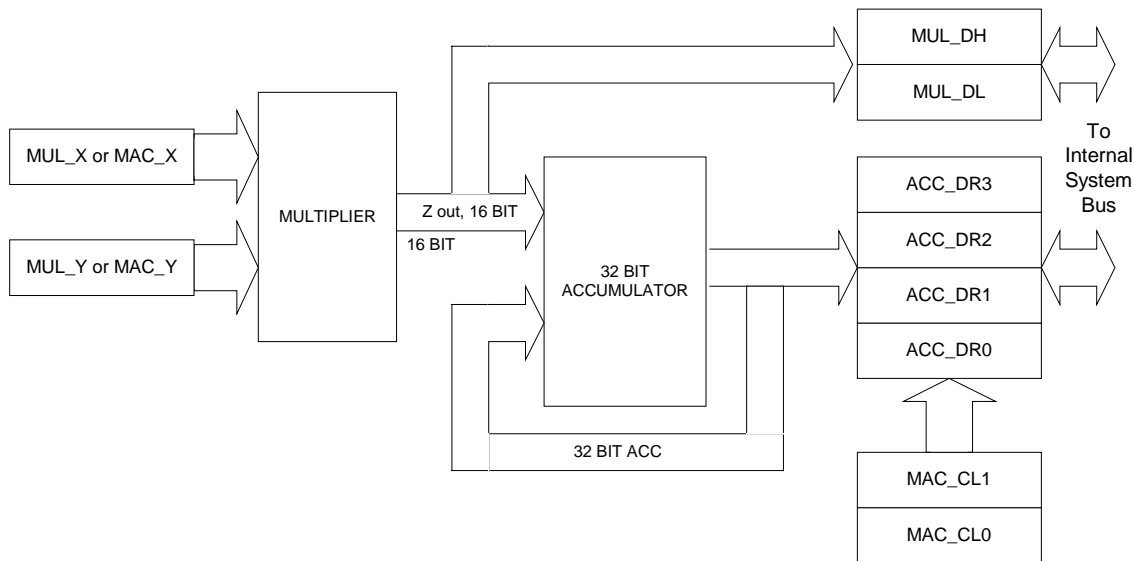 MUL_DH
MUL_DL
To
Internal
System
Bus
MUL_X or MAC_X
MUL_Y or MAC_Y
MULTIPLIER
Z out, 16 BIT
16 BIT
32 BIT
ACCUMULATOR
32 BIT ACC
ACC_DR3
ACC_DR2
ACC_DR1
ACC_DR0
MAC_CL1
MAC_CL0